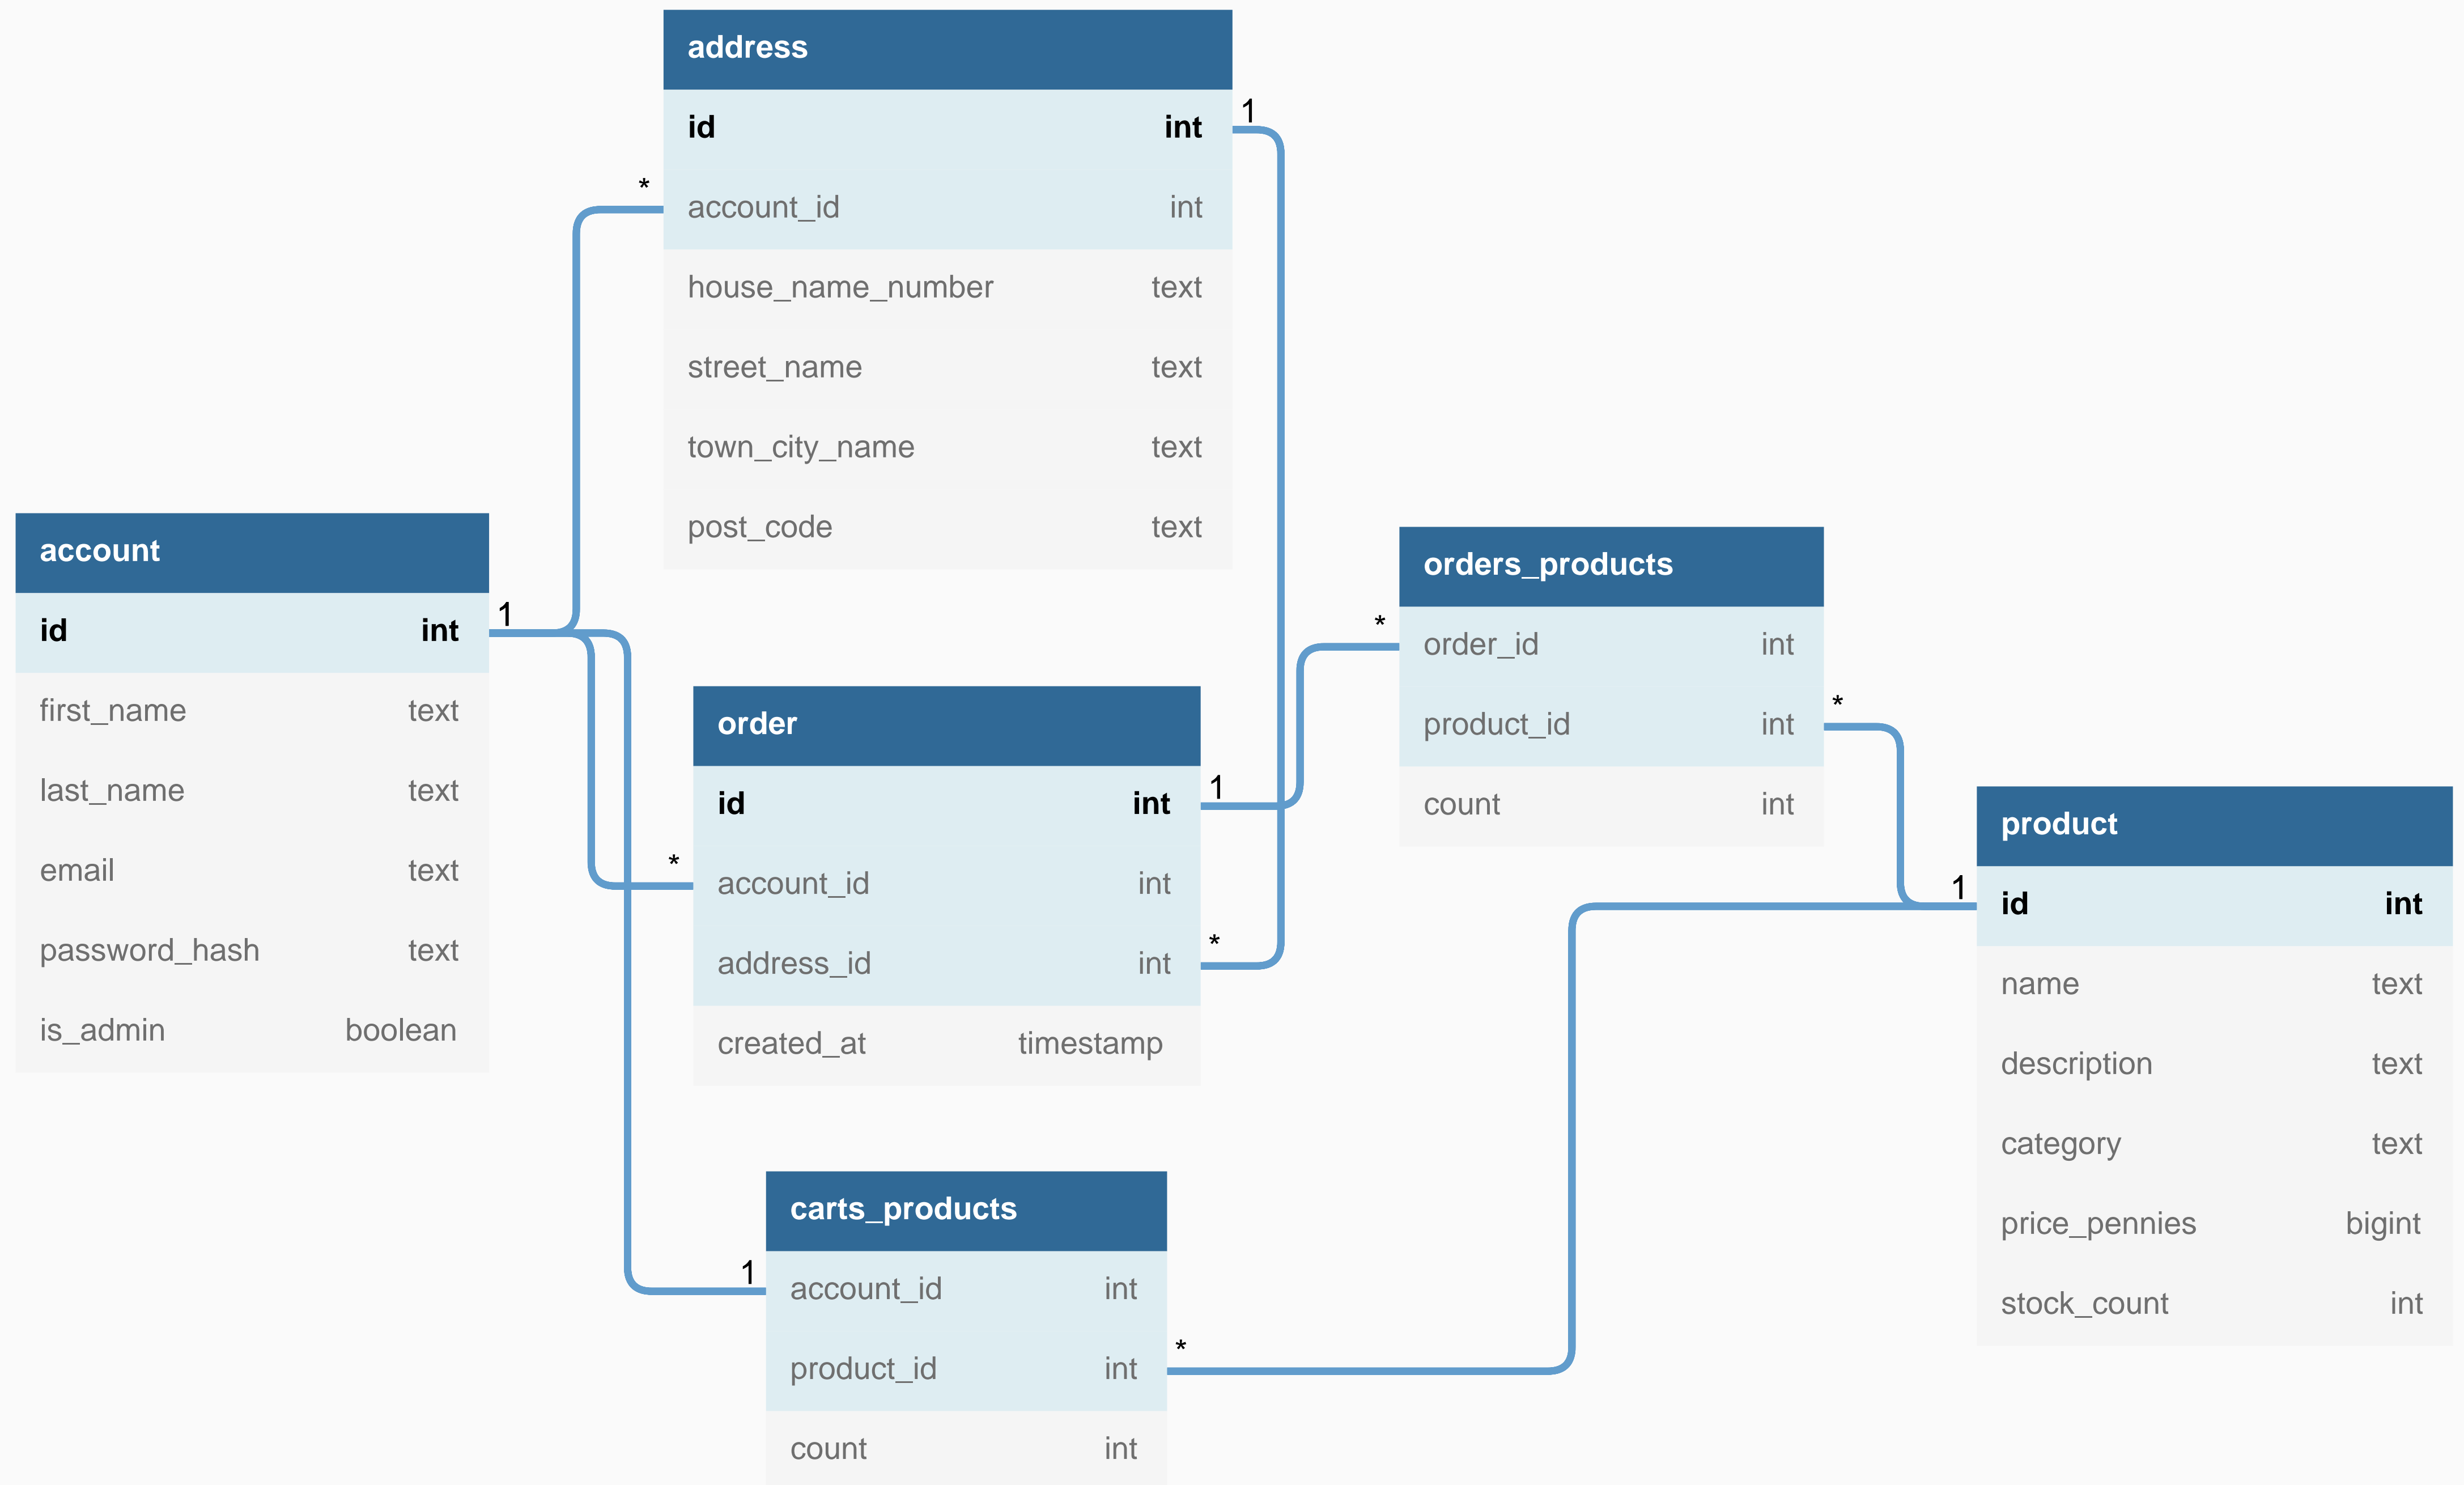 address
id int
account_id int
house_name_number text
street_name text
town_city_name text
post_code text
1
*
account
id int
first_name text
last_name text
email text
password_hash text
is_admin boolean
1
order
id int
account_id int
address_id int
created_at timestamp
1
*
*
orders_products
order_id int
product_id int
count int
*
*
product
id int
name text
description text
category text
price_pennies bigint
stock_count int
1
carts_products
account_id int
product_id int
count int
1
*